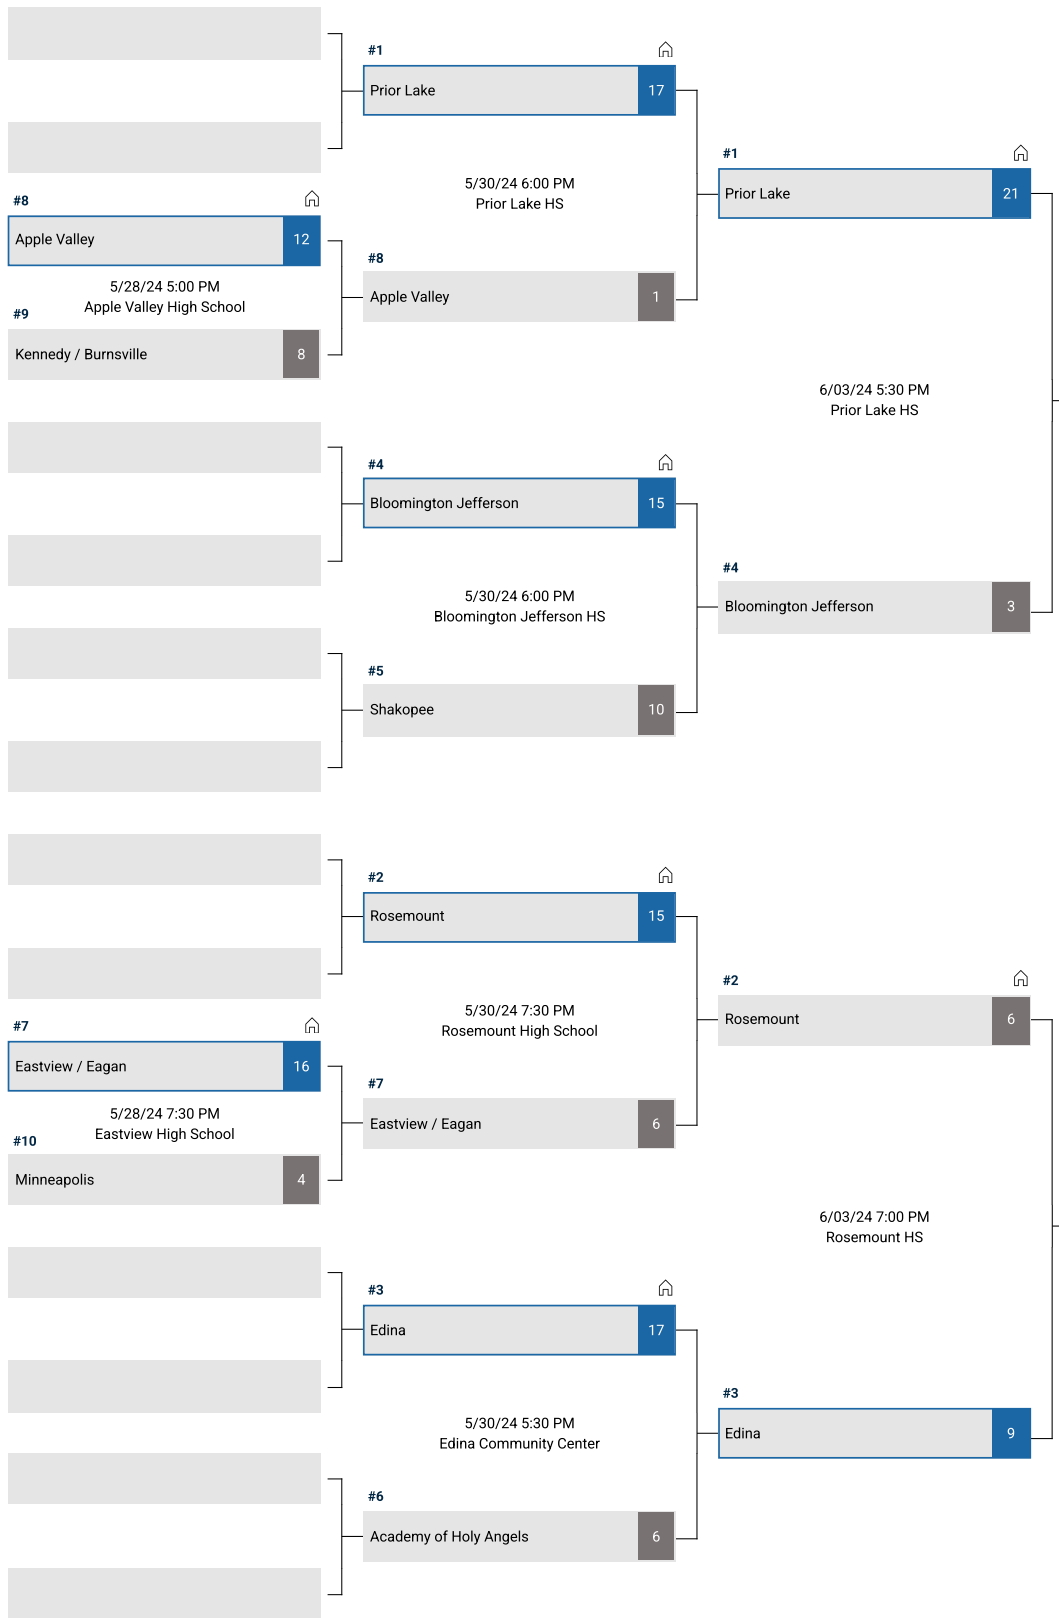 #1
Prior Lake 17
5/30/24 6:00 PM
Prior Lake HS
#1
Prior Lake 21
#8
Apple Valley 12
5/28/24 5:00 PM
Apple Valley High School
#9
Kennedy / Burnsville 8
#8
Apple Valley 1
6/03/24 5:30 PM
Prior Lake HS
#4
Bloomington Jefferson 15
5/30/24 6:00 PM
Bloomington Jefferson HS
#4
Bloomington Jefferson 3
#5
Shakopee 10
#2
Rosemount 15
5/30/24 7:30 PM
Rosemount High School
#2
Rosemount 6
#7
Eastview / Eagan 16
5/28/24 7:30 PM
Eastview High School
#10
Minneapolis 4
#7
Eastview / Eagan 6
6/03/24 7:00 PM
Rosemount HS
#3
Edina 17
5/30/24 5:30 PM
Edina Community Center
#3
Edina 9
#6
Academy of Holy Angels 6